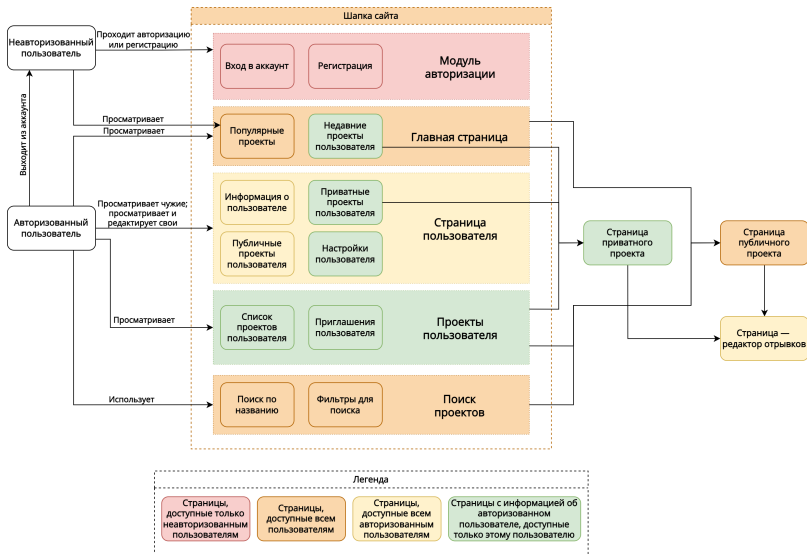 Шапка сайта
Неавторизованный
пользователь
Проходит авторизацию
или регистрацию
Вход в аккаунт
Регистрация
Модуль
авторизации
Выходит из аккаунта
Просматривает
Просматривает
Популярные
проекты
Недавние
проекты
пользователя
Главная страница
Авторизованный
пользователь
Просматривает чужие;
просматривает и
редактирует свои
Информация о
пользователе
Приватные
проекты
пользователя
Публичные
проекты
пользователя
Настройки
пользователя
Страница
пользователя
Страница
приватного
проекта
Страница
публичного
проекта
Просматривает
Список
проектов
пользователя
Приглашения
пользователя
Проекты
пользователя
Страница —
редактор отрывков
Использует
Поиск по
названию
Фильтры для
поиска
Поиск
проектов
Легенда
Страницы,
доступные только
неавторизованным
пользователям
Страницы,
доступные всем
пользователям
Страницы,
доступные всем
авторизованным
пользователям
Страницы с информацией об
авторизованном
пользователе, доступные
только этому пользователю